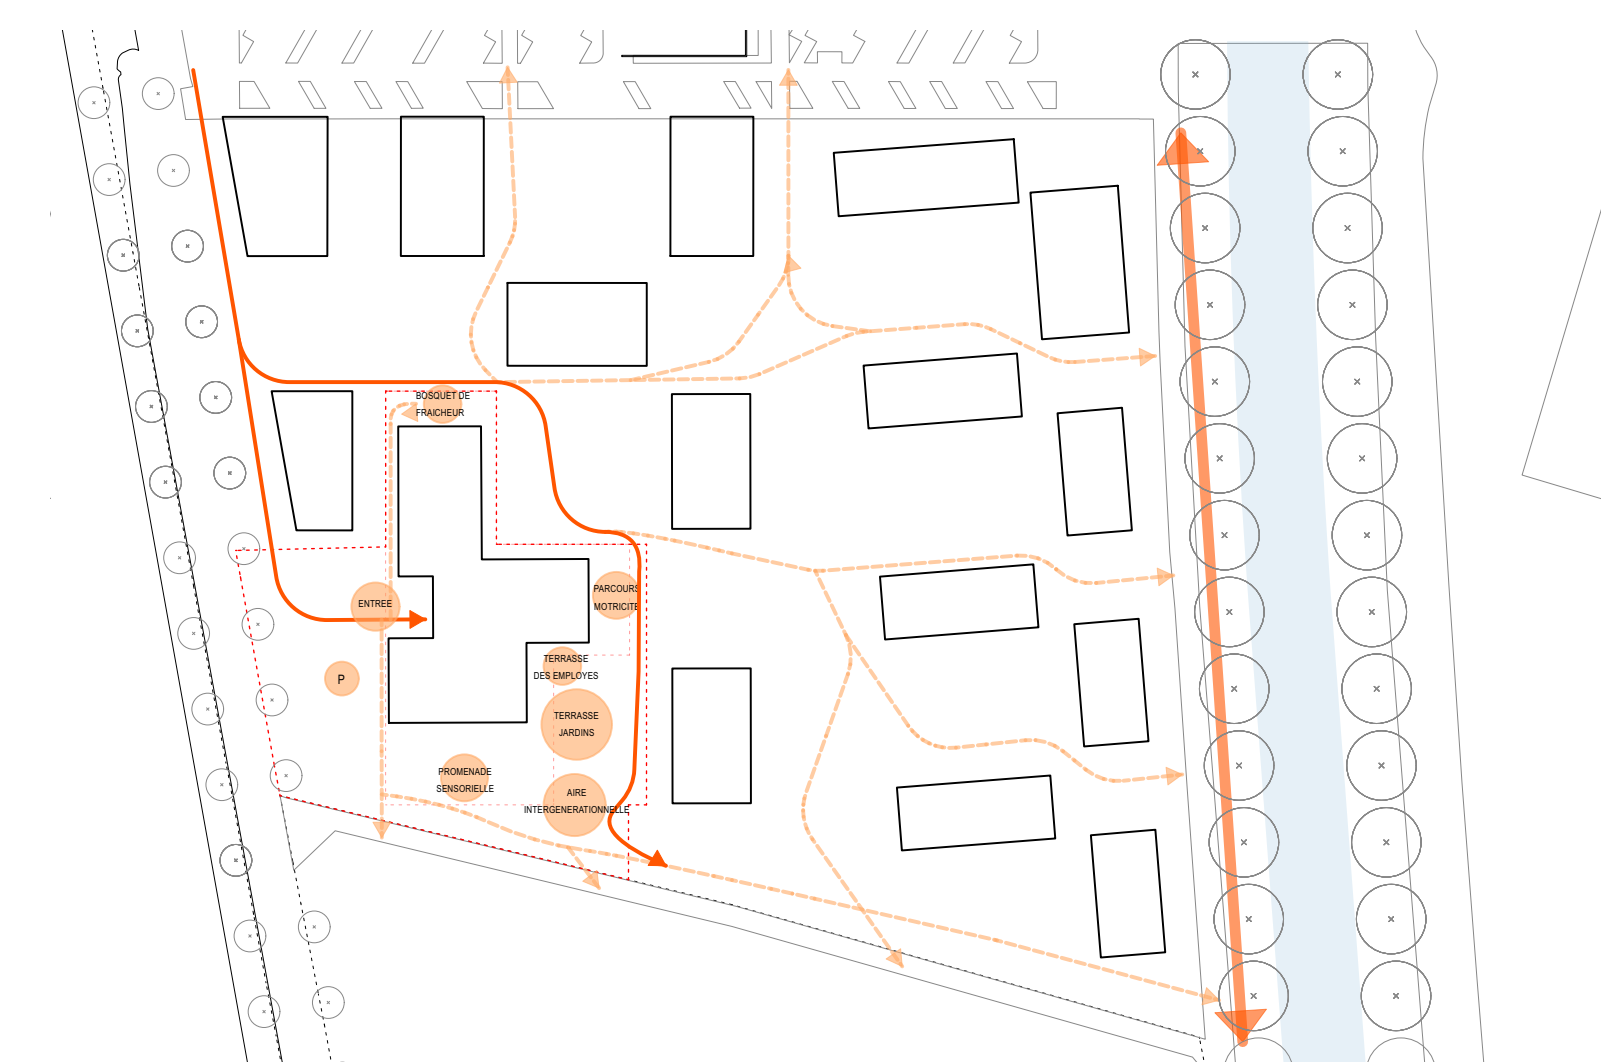 BOSQUET DE
FRAICHEUR
ENTREE
PARCOURS
MOTRICITE
TERRASSE
DES EMPLOYES
P
TERRASSE
JARDINS
PROMENADE
SENSORIELLE
AIRE
INTERGENERATIONNELLE